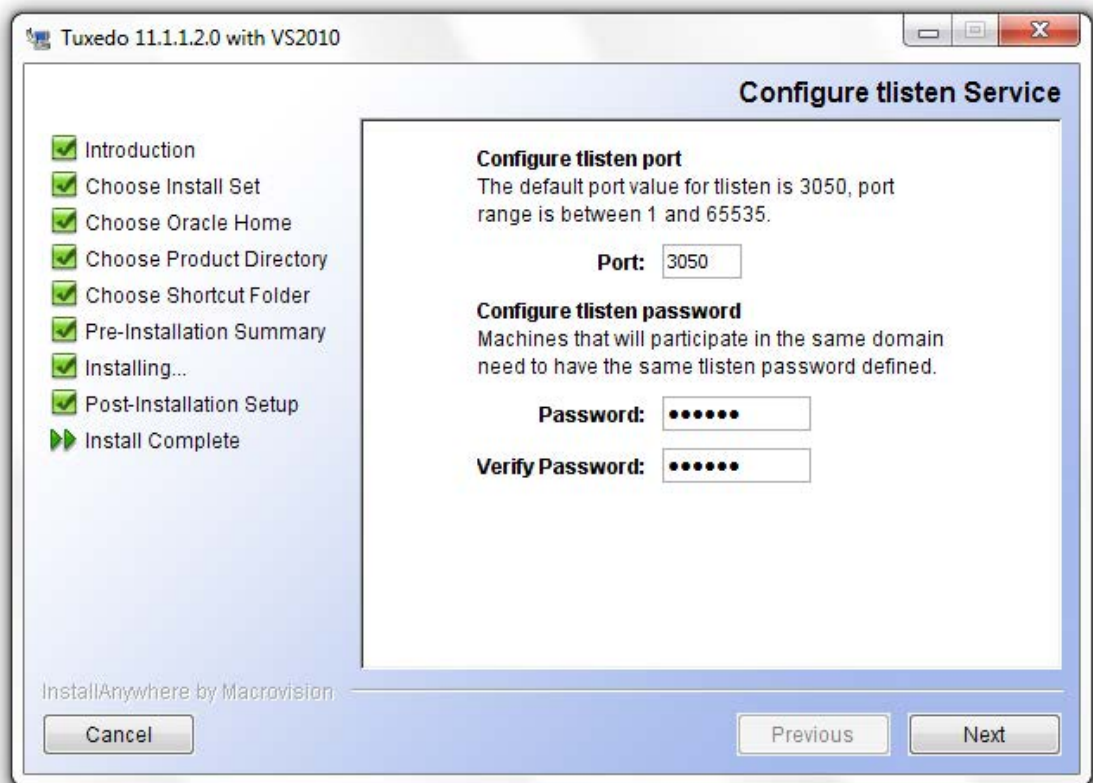 Tuxedo 11.1.1.2.0 with VS2010
Configure tlisten Service
Introduction
Choose Install Set
Choose Oracle Home
Choose Product Directory
Choose Shortcut Folder
Pre-Installation Summary
Installing...
Post-Installation Setup
Install Complete
Configure tlisten port
The default port value for tlisten is 3050, port
range is between 1 and 65535.
Port: 3050
Configure tlisten password
Machines that will participate in the same domain
need to have the same tlisten password defined.
Password: ●●●●●●
Verify Password: ●●●●●●
InstallAnywhere by Macrovision
Cancel
Previous
Next